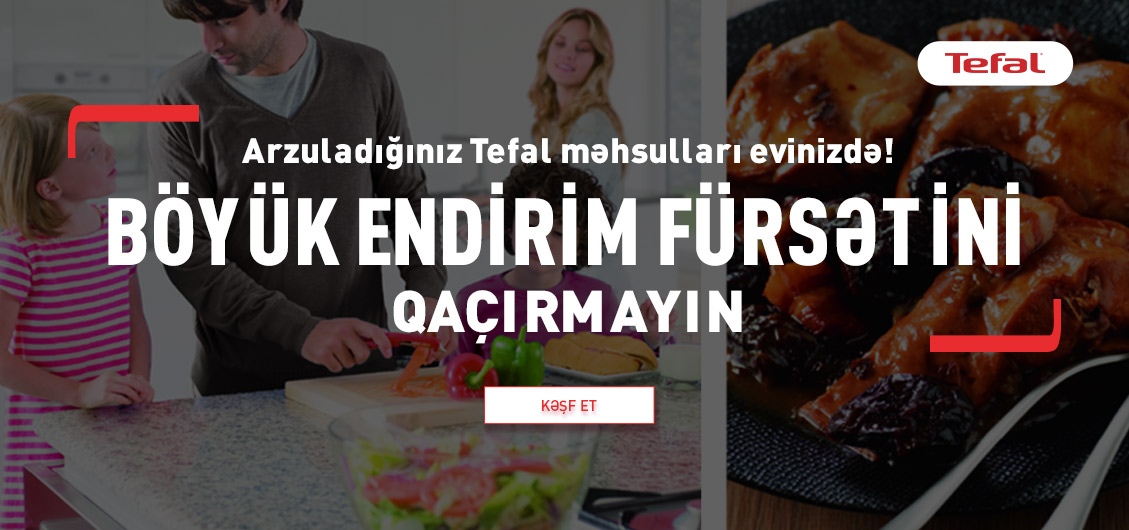 Tefal
Arzuladığınız Tefal məhsulları evinizdə!
BÖYÜK ENDİRİM FÜRSƏTİNİ
QAÇIRMAYIN
KƏŞF ET